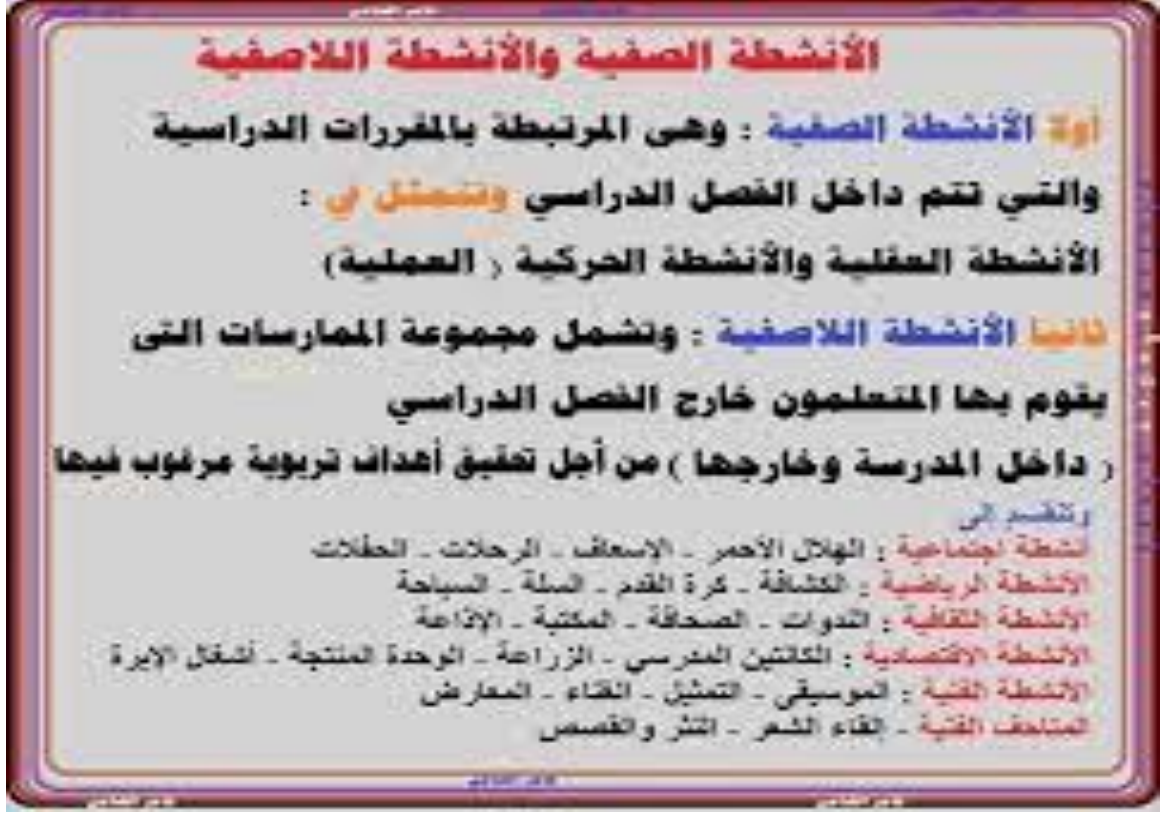 الأنشطة الصفية والأنشطة اللاصفية
أولا الأنشطة الصفية : وهى المرتبطة بالمقررات الدراسية
والتي تتم داخل الفصل الدراسي وتتمثل في :
الأنشطة العقلية والأنشطة الحركية ( العملية)
ثانيا الأنشطة اللاصفية : وتشمل مجموعة الممارسات التى
يقوم بها المتعلمون خارج الفصل الدراسي
( داخل المدرسة وخارجها ) من أجل تحقيق أهداف تربوية مرغوب فيها
وتنقسم إلى
أنشطة اجتماعية : الهلال الأحمر - الإسعاف - الرحلات - الحفلات
الأنشطة الرياضية : الكشافة - كرة القدم - السلة - السباحة
الأنشطة الثقافية : الندوات - الصحافة - المكتبة - الإذاعة
الأنشطة الاقتصادية : الكانتين المدرسي - الزراعة - الوحدة المنتجة - أشغال الإبرة
الأنشطة الفنية : الموسيقى - التمثيل - الغناء - المعارض
المتاحف الفنية - إلقاء الشعر - النثر والقصص